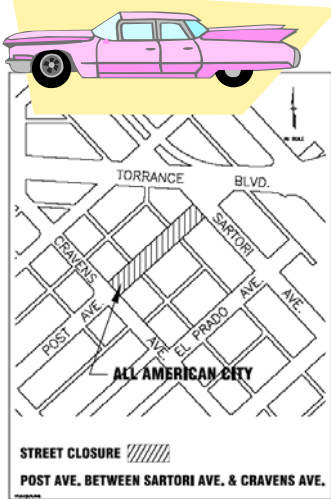 TORRANCE BLVD.
SARTORI AVE.
CRAVENS AVE.
POST AVE.
EL PRADO AVE.
ALL AMERICAN CITY
STREET CLOSURE
POST AVE. BETWEEN SARTORI AVE. & CRAVENS AVE.